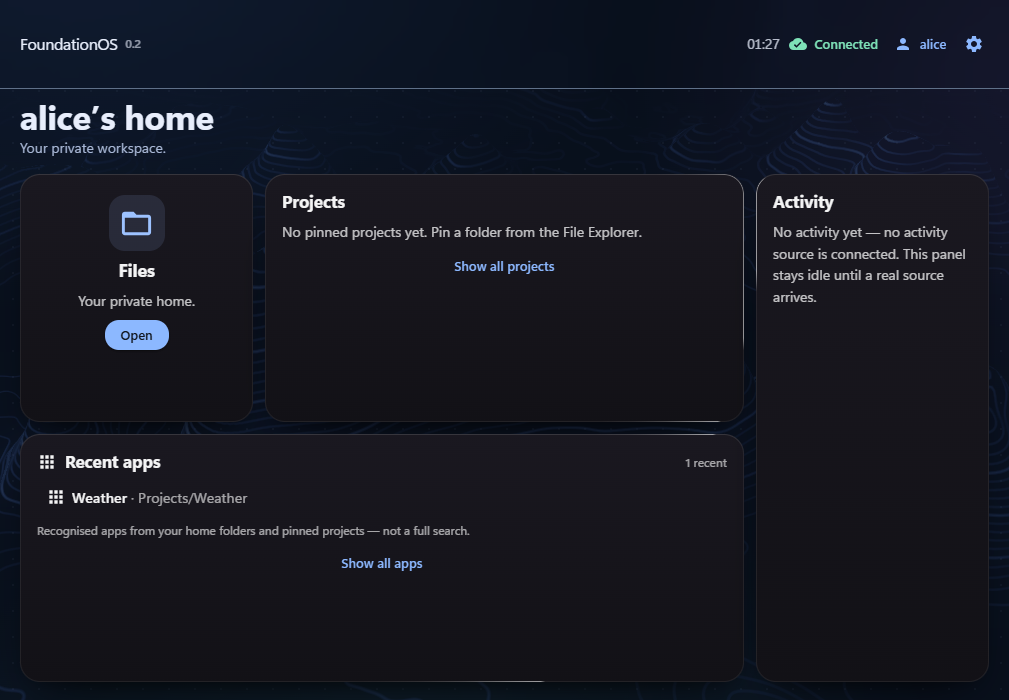 FoundationOS 0.2
01:27 Connected alice
alice’s home
Your private workspace.
Files
Your private home.
Open
Projects
No pinned projects yet. Pin a folder from the File Explorer.
Show all projects
Activity
No activity yet — no activity
source is connected. This panel
stays idle until a real source
arrives.
Recent apps
1 recent
Weather · Projects/Weather
Recognised apps from your home folders and pinned projects — not a full search.
Show all apps